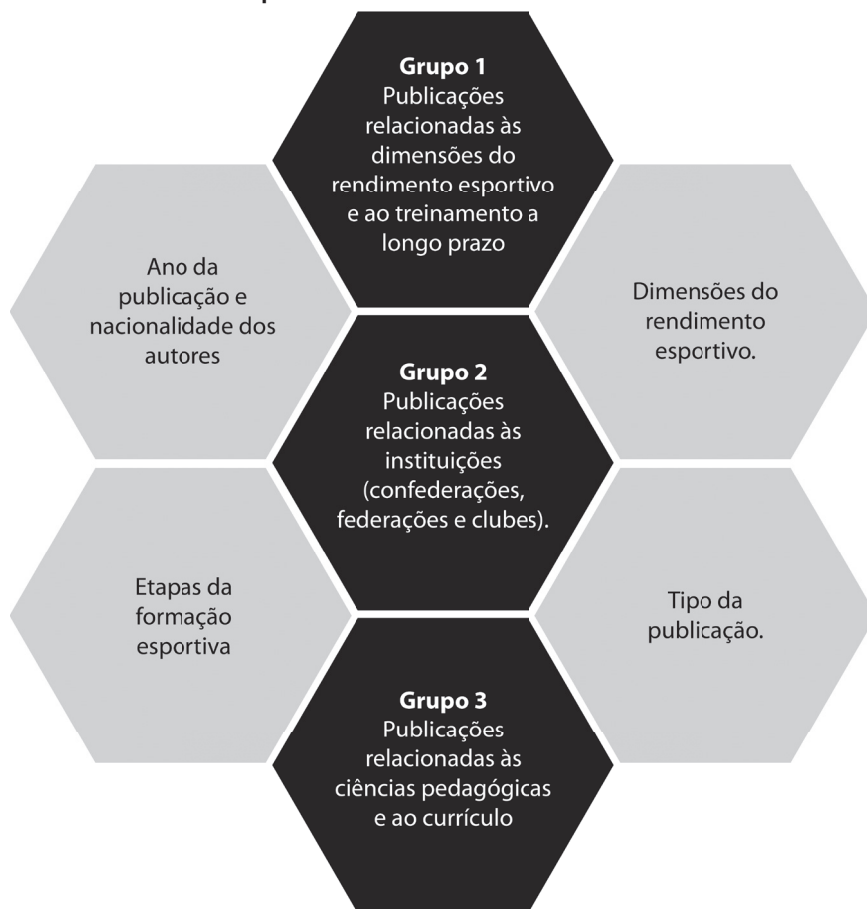 Grupo 1
Publicações
relacionadas às
dimensões do
rendimento esportivo
e ao treinamento a
longo prazo
Ano da
publicação e
nacionalidade dos
autores
Dimensões do
rendimento
esportivo.
Grupo 2
Publicações
relacionadas às
instituições
(confederações,
federações e clubes).
Etapas da
formação
esportiva
Tipo da
publicação.
Grupo 3
Publicações
relacionadas às
ciências pedagógicas
e ao currículo